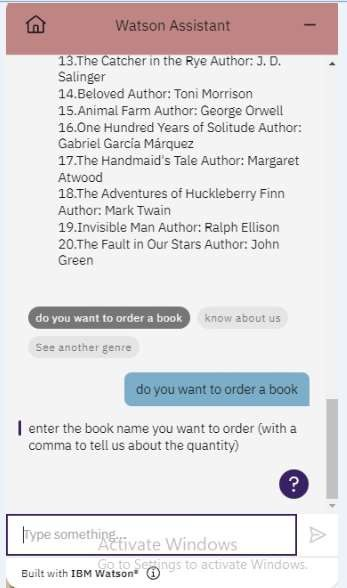 Watson Assistant
13.The Catcher in the Rye Author: J. D.
Salinger
14.Beloved Author: Toni Morrison
15.Animal Farm Author: George Orwell
16.One Hundred Years of Solitude Author:
Gabriel García Márquez
17.The Handmaid's Tale Author: Margaret
Atwood
18.The Adventures of Huckleberry Finn
Author: Mark Twain
19.Invisible Man Author: Ralph Ellison
20.The Fault in Our Stars Author: John
Green
do you want to order a book
know about us
See another genre
do you want to order a book
enter the book name you want to order (with a
comma to tell us about the quantity)
?
Type something...
Activate Windows
Go to Settings to activate Windows.
Built with IBM Watson®